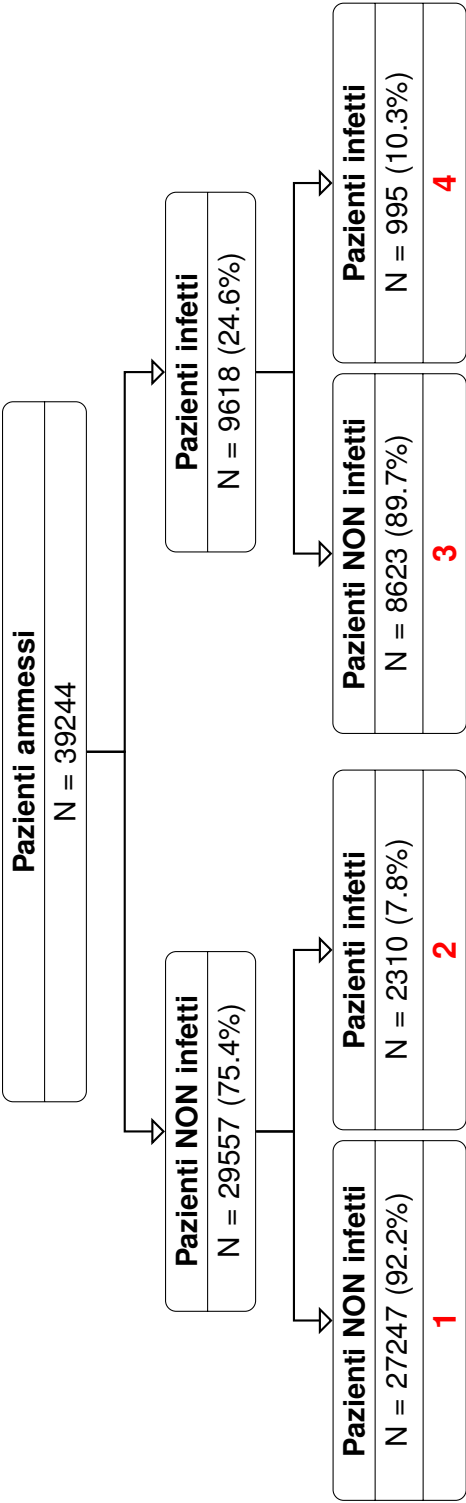 Pazienti ammessi
N = 39244
Pazienti NON infetti
N = 29557 (75.4%)
Pazienti infetti
N = 9618 (24.6%)
Pazienti NON infetti
N = 27247 (92.2%)
1
Pazienti infetti
N = 2310 (7.8%)
2
Pazienti NON infetti
N = 8623 (89.7%)
3
Pazienti infetti
N = 995 (10.3%)
4